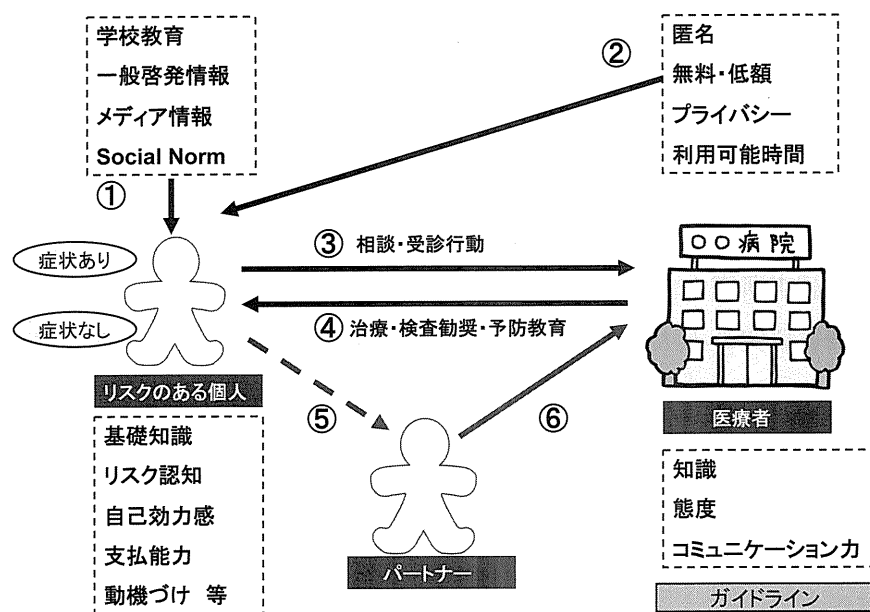 学校教育
一般啓発情報
メディア情報
Social Norm
①
②
匿名
無料・低額
プライバシー
利用可能時間
症状あり
症状なし
③ 相談・受診行動
④ 治療・検査勧奨・予防教育
○○病院
リスクのある個人
⑤
⑥
医療者
基礎知識
リスク認知
自己効力感
支払能力
動機づけ 等
パートナー
知識
態度
コミュニケーション力
ガイドライン